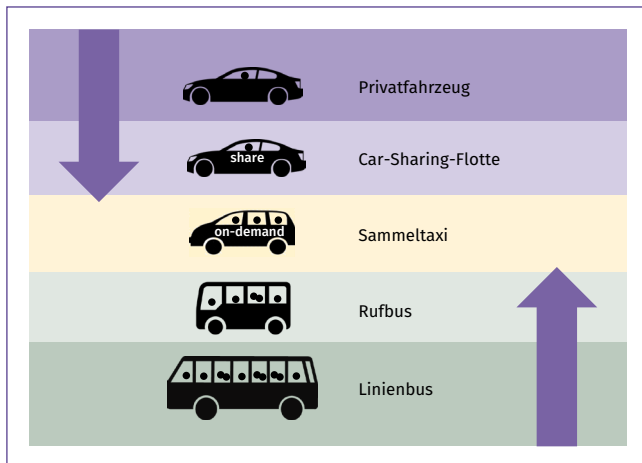 Privatfahrzeug
share
Car-Sharing-Flotte
on-demand
Sammeltaxi
Rufbus
Linienbus